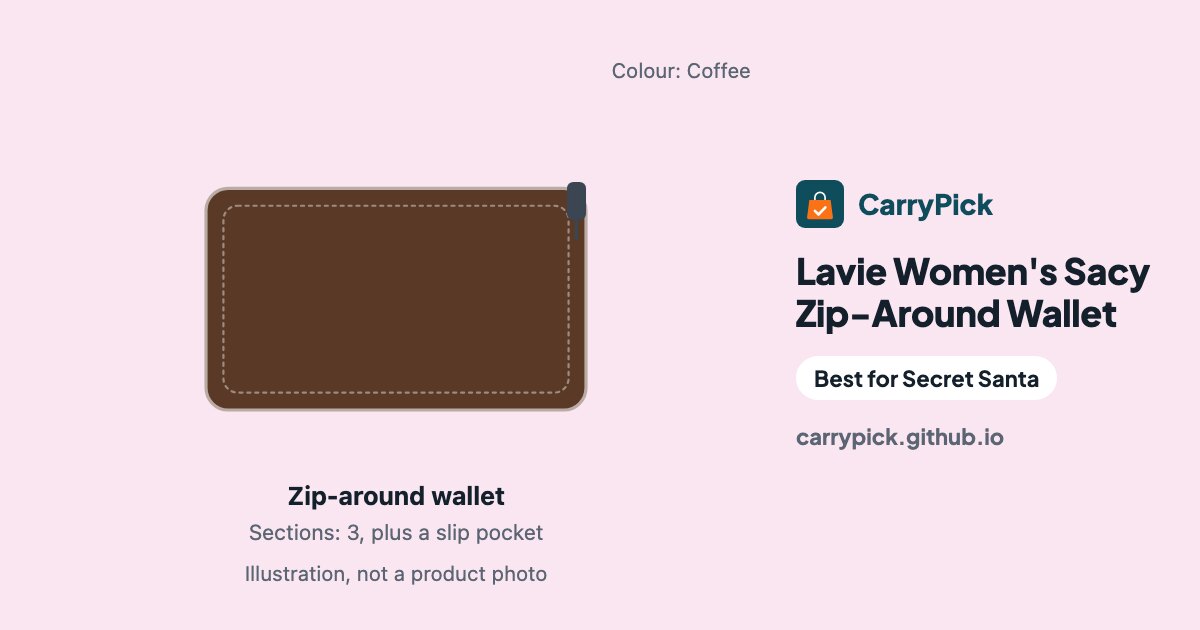 Colour: Coffee
CarryPick
Lavie Women's Sacy
Zip-Around Wallet
Best for Secret Santa
carrypick.github.io
Zip-around wallet
Sections: 3, plus a slip pocket
Illustration, not a product photo